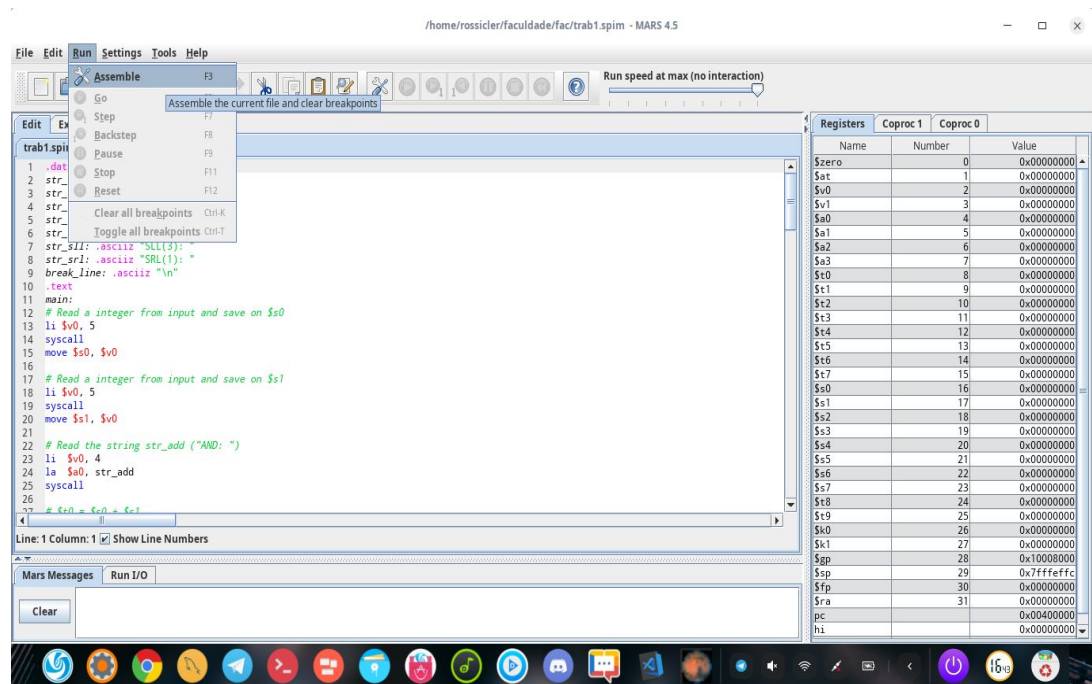 /home/rossicler/faculdade/fac/trab1.spim - MARS 4.5
File Edit Run Settings Tools Help
Assemble F3
Go
Assemble the current file and clear breakpoints
Step F7
Backstep F8
Pause F9
Stop F11
Reset F12
Clear all breakpoints Ctrl-K
Toggle all breakpoints Ctrl-T
Run speed at max (no interaction)
Edit Ex
trab1.spi
1 .dat
2 str_
3 str_
4 str_
5 str_
6 str_
7 str_sll: .asciiz "SLL(3): "
8 str_srl: .asciiz "SRL(1): "
9 break_line: .asciiz "\n"
10 .text
11 main:
12 # Read a integer from input and save on $s0
13 li $v0, 5
14 syscall
15 move $s0, $v0
16
17 # Read a integer from input and save on $s1
18 li $v0, 5
19 syscall
20 move $s1, $v0
21
22 # Read the string str_add ("AND: ")
23 li $v0, 4
24 la $a0, str_add
25 syscall
26
27 # $t0 = $s0 + $s1
Line: 1 Column: 1 Show Line Numbers
Mars Messages Run I/O
Clear
Registers Coproc 1 Coproc 0
Name Number Value
$zero 0 0x00000000
$at 1 0x00000000
$v0 2 0x00000000
$v1 3 0x00000000
$a0 4 0x00000000
$a1 5 0x00000000
$a2 6 0x00000000
$a3 7 0x00000000
$t0 8 0x00000000
$t1 9 0x00000000
$t2 10 0x00000000
$t3 11 0x00000000
$t4 12 0x00000000
$t5 13 0x00000000
$t6 14 0x00000000
$t7 15 0x00000000
$s0 16 0x00000000
$s1 17 0x00000000
$s2 18 0x00000000
$s3 19 0x00000000
$s4 20 0x00000000
$s5 21 0x00000000
$s6 22 0x00000000
$s7 23 0x00000000
$t8 24 0x00000000
$t9 25 0x00000000
$k0 26 0x00000000
$k1 27 0x00000000
$gp 28 0x10008000
$sp 29 0x7fffeffc
$fp 30 0x00000000
$ra 31 0x00000000
pc 0x00400000
hi 0x00000000